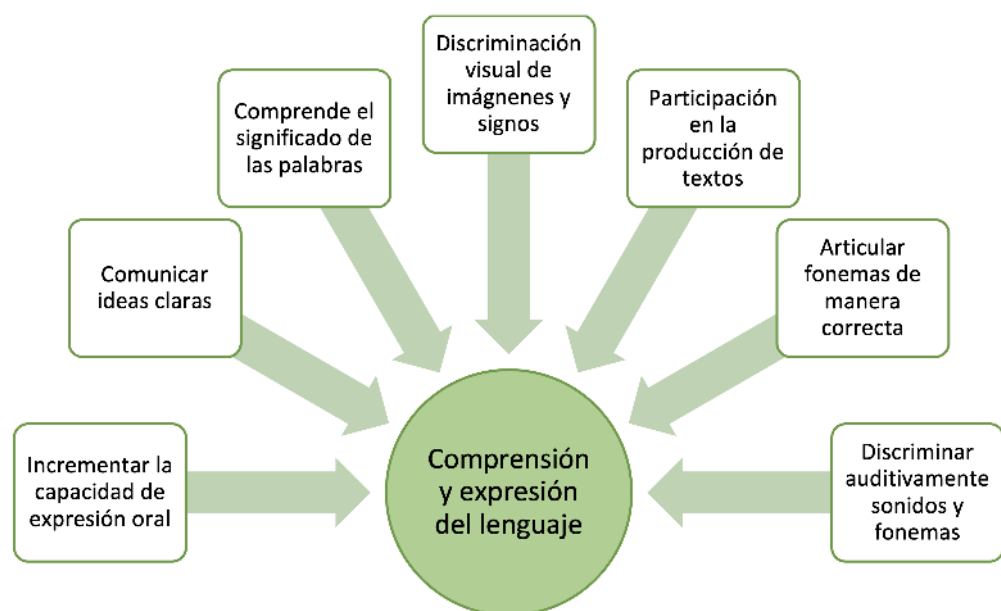 Discriminación
visual de
imágnenes y
signos
Comprende el
significado de
las palabras
Participación
en la
producción de
textos
Comunicar
ideas claras
Articular
fonemas de
manera
correcta
Incrementar la
capacidad de
expresión oral
Comprensión
y expresión
del lenguaje
Discriminar
auditivamente
sonidos y
fonemas